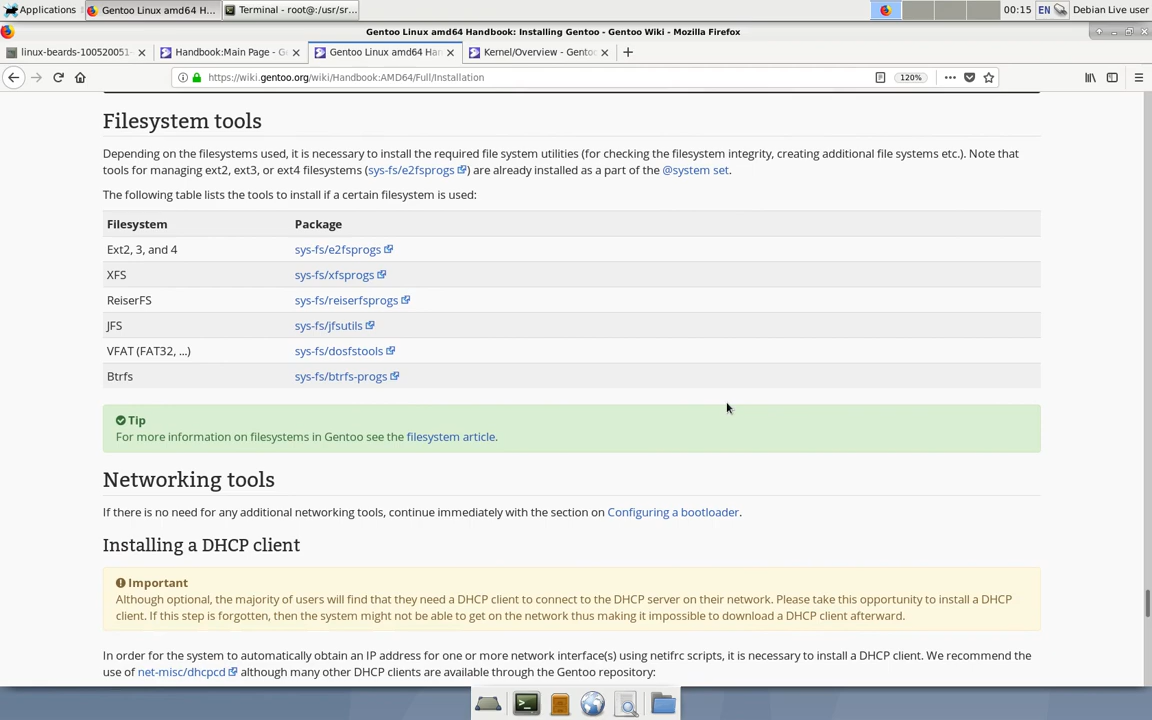 Applications
Gentoo Linux amd64 H...
Terminal - root@:/usr/sr...
00:15
EN
Debian Live user
Gentoo Linux amd64 Handbook: Installing Gentoo - Gentoo Wiki - Mozilla Firefox
linux-beards-100520051-
Handbook:Main Page - G
Gentoo Linux amd64 Han
Kernel/Overview - Gento
https://wiki.gentoo.org/wiki/Handbook:AMD64/Full/Installation
120%
Filesystem tools
Depending on the filesystems used, it is necessary to install the required file system utilities (for checking the filesystem integrity, creating additional file systems etc.). Note that
tools for managing ext2, ext3, or ext4 filesystems (sys-fs/e2fsprogs) are already installed as a part of the @system set.
The following table lists the tools to install if a certain filesystem is used:
Filesystem Package
Ext2, 3, and 4 sys-fs/e2fsprogs
XFS sys-fs/xfsprogs
ReiserFS sys-fs/reiserfsprogs
JFS sys-fs/jfsutils
VFAT (FAT32, ...) sys-fs/dosfstools
Btrfs sys-fs/btrfs-progs
Tip
For more information on filesystems in Gentoo see the filesystem article.
Networking tools
If there is no need for any additional networking tools, continue immediately with the section on Configuring a bootloader.
Installing a DHCP client
Important
Although optional, the majority of users will find that they need a DHCP client to connect to the DHCP server on their network. Please take this opportunity to install a DHCP
client. If this step is forgotten, then the system might not be able to get on the network thus making it impossible to download a DHCP client afterward.
In order for the system to automatically obtain an IP address for one or more network interface(s) using netifrc scripts, it is necessary to install a DHCP client. We recommend the
use of net-misc/dhcpcd although many other DHCP clients are available through the Gentoo repository: